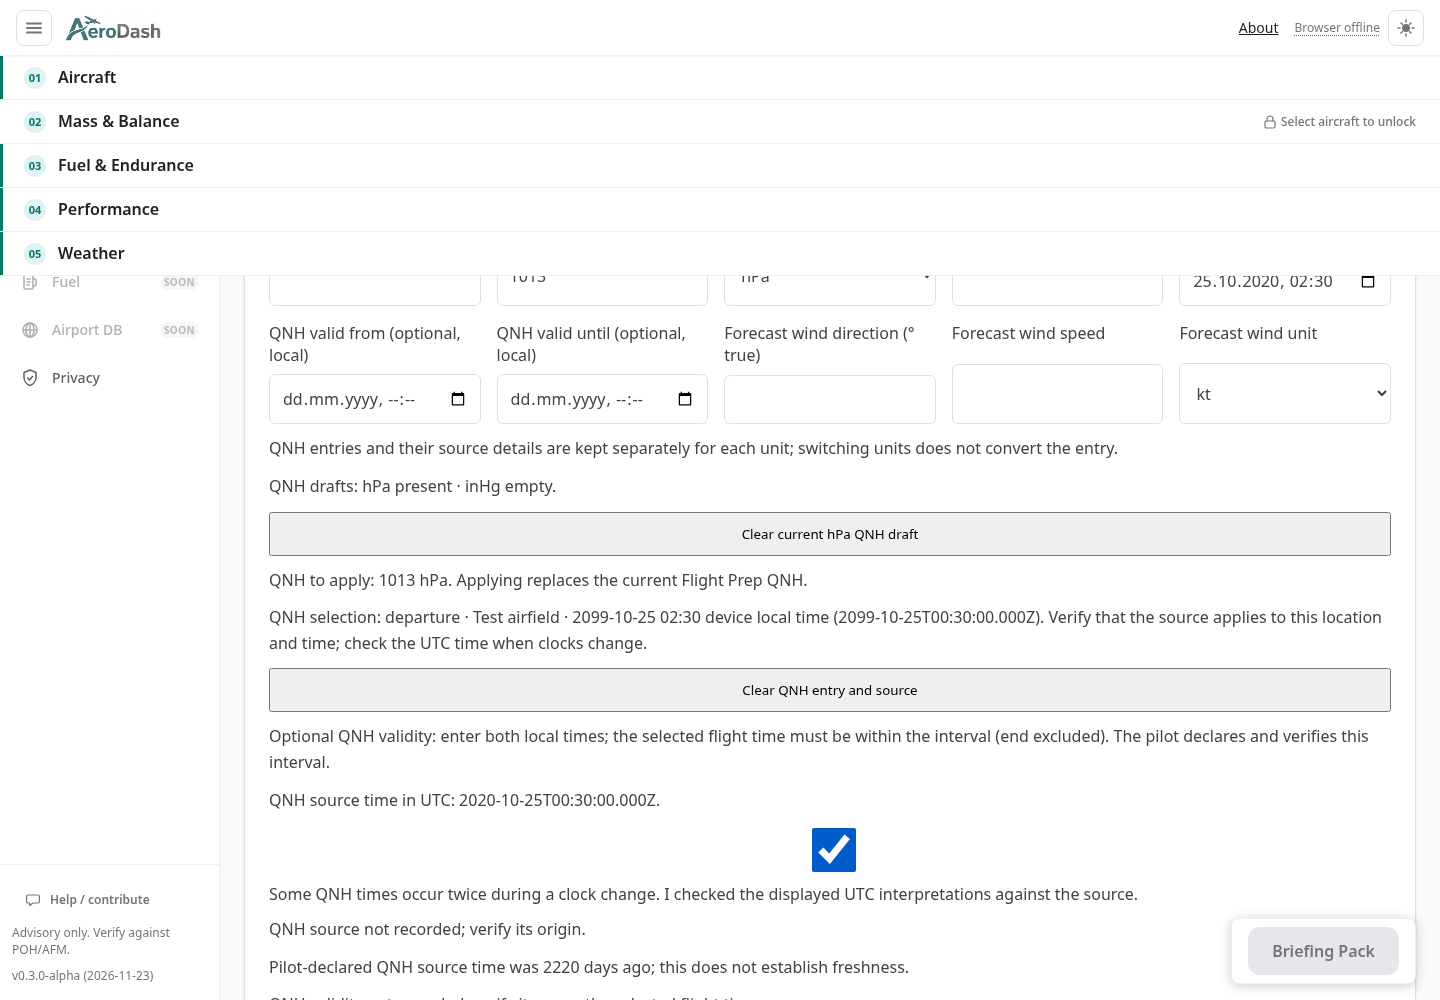 AeroDash
About
Browser offline
01 Aircraft
02 Mass & Balance
Select aircraft to unlock
03 Fuel & Endurance
04 Performance
05 Weather
Fuel SOON
Airport DB SOON
Privacy
1013
hPa
25.10.2020, 02:30
QNH valid from (optional, local)
QNH valid until (optional, local)
Forecast wind direction (° true)
Forecast wind speed
Forecast wind unit
dd.mm.yyyy, --:--
dd.mm.yyyy, --:--
kt
QNH entries and their source details are kept separately for each unit; switching units does not convert the entry.
QNH drafts: hPa present · inHg empty.
Clear current hPa QNH draft
QNH to apply: 1013 hPa. Applying replaces the current Flight Prep QNH.
QNH selection: departure · Test airfield · 2099-10-25 02:30 device local time (2099-10-25T00:30:00.000Z). Verify that the source applies to this location
and time; check the UTC time when clocks change.
Clear QNH entry and source
Optional QNH validity: enter both local times; the selected flight time must be within the interval (end excluded). The pilot declares and verifies this
interval.
QNH source time in UTC: 2020-10-25T00:30:00.000Z.
Some QNH times occur twice during a clock change. I checked the displayed UTC interpretations against the source.
QNH source not recorded; verify its origin.
Pilot-declared QNH source time was 2220 days ago; this does not establish freshness.
Help / contribute
Advisory only. Verify against
POH/AFM.
v0.3.0-alpha (2026-11-23)
Briefing Pack